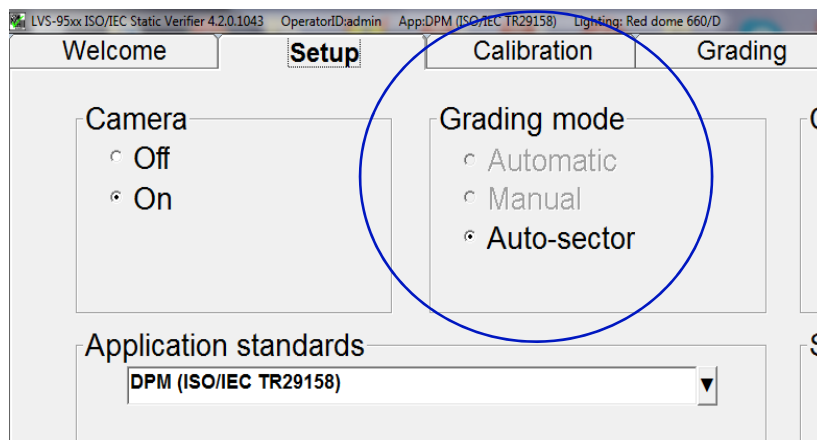 LVS-95xx ISO/IEC Static Verifier 4.2.0.1043 OperatorID:admin App:DPM (ISO/IEC TR29158) Lighting: Red dome 660/D
Welcome Setup Calibration Grading
Camera
Off
On
Grading mode
Automatic
Manual
Auto-sector
Application standards
DPM (ISO/IEC TR29158)